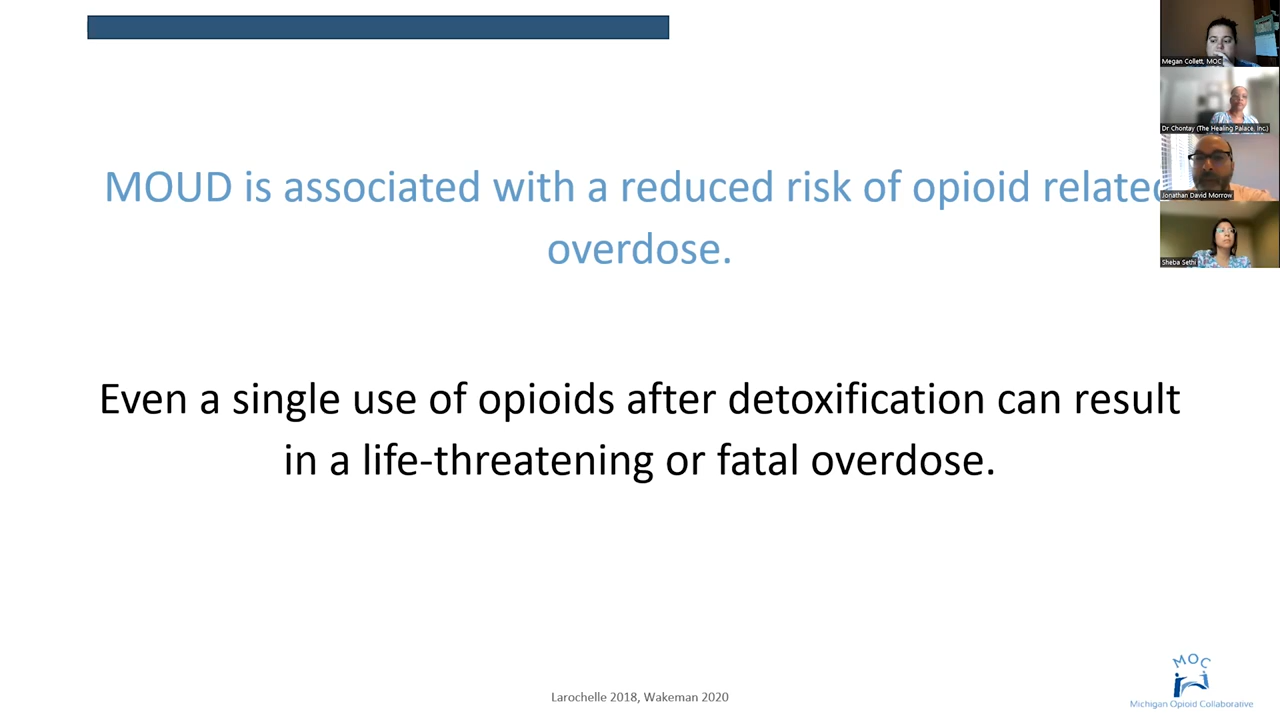 MOUD is associated with a reduced risk of opioid related
overdose.
Even a single use of opioids after detoxification can result
in a life-threatening or fatal overdose.
Larochelle 2018, Wakeman 2020
MOC
Michigan Opioid Collaborative
Megan Collett, MOC
Dr Chontay (The Healing Palace, Inc.)
Jonathan David Morrow
Sheba Sethi